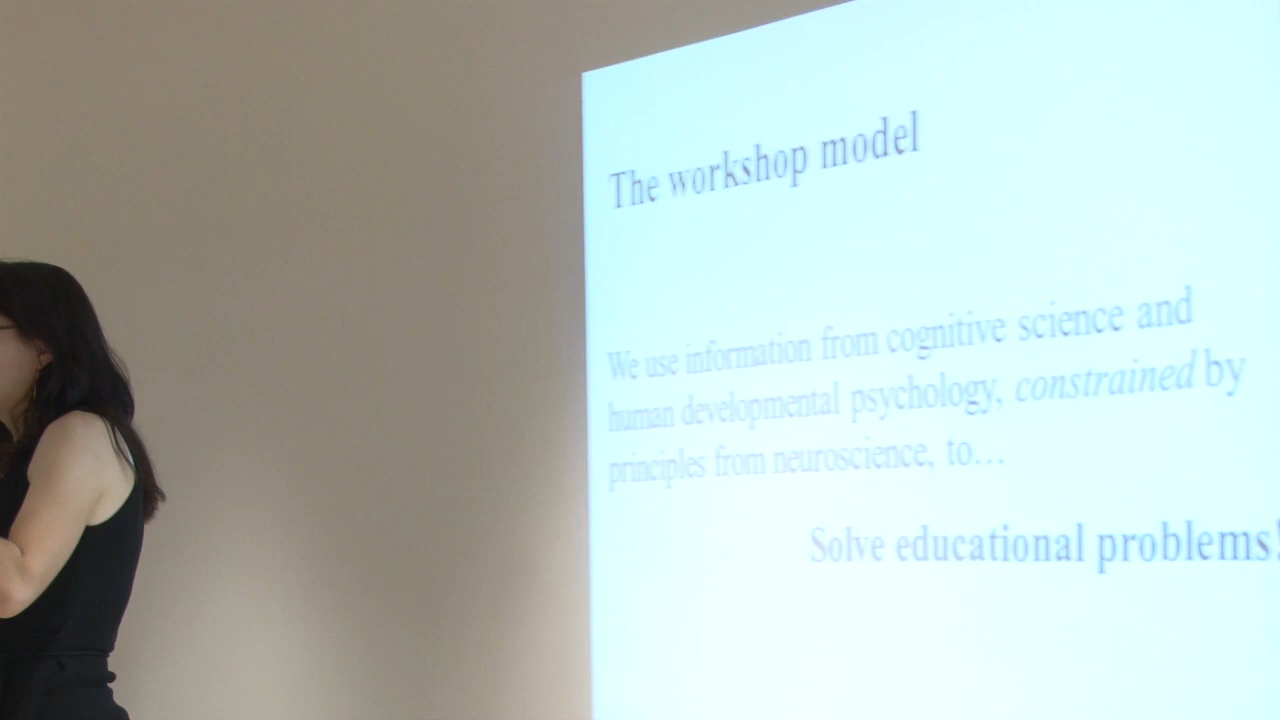 The workshop model
We use information from cognitive science and
human developmental psychology, constrained by
principles from neuroscience, to...
Solve educational problems!